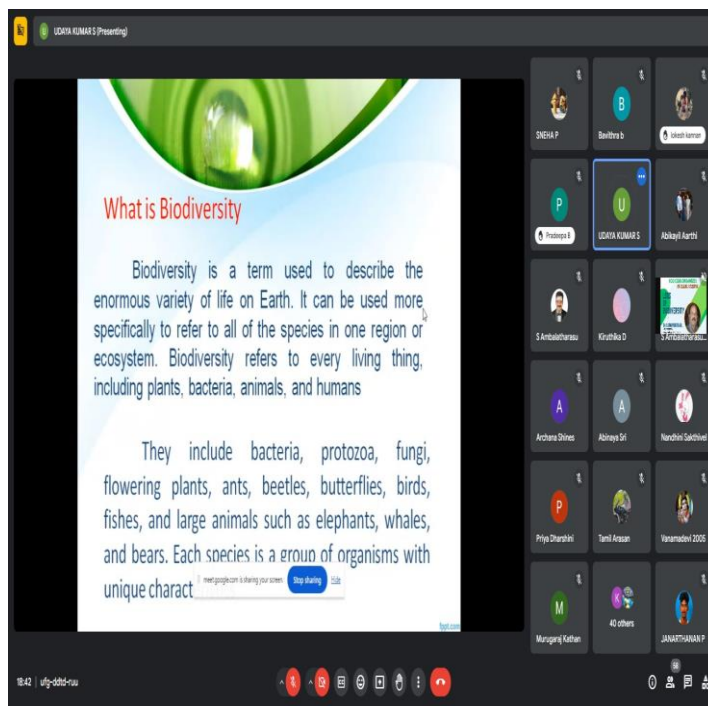 UDAYA KUMAR S (Presenting)
What is Biodiversity
Biodiversity is a term used to describe the
enormous variety of life on Earth. It can be used more
specifically to refer to all of the species in one region or
ecosystem. Biodiversity refers to every living thing,
including plants, bacteria, animals, and humans
They include bacteria, protozoa, fungi,
flowering plants, ants, beetles, butterflies, birds,
fishes, and large animals such as elephants, whales,
and bears. Each species is a group of organisms with
unique charact
meet.google.com is sharing your screen.
Stop sharing
Hide
fppt.com
SNEHA P
B
Bavithra b
lokesh kannan
P
Pradeepa B
U
UDAYA KUMAR S
Abikayil Aarthi
S Ambalatharasu
Kiruthika D
BIODIVERSITY
S Ambalatharasu...
A
Archana Shines
A
Abinaya Sri
Nandhini Sakthivel
P
Priya Dharshini
Tamil Arasan
Vanamadevi 2005
M
Murugaraj Kathan
K
40 others
JANARTHANAN P
18:42 | ufg-ddtd-ruu